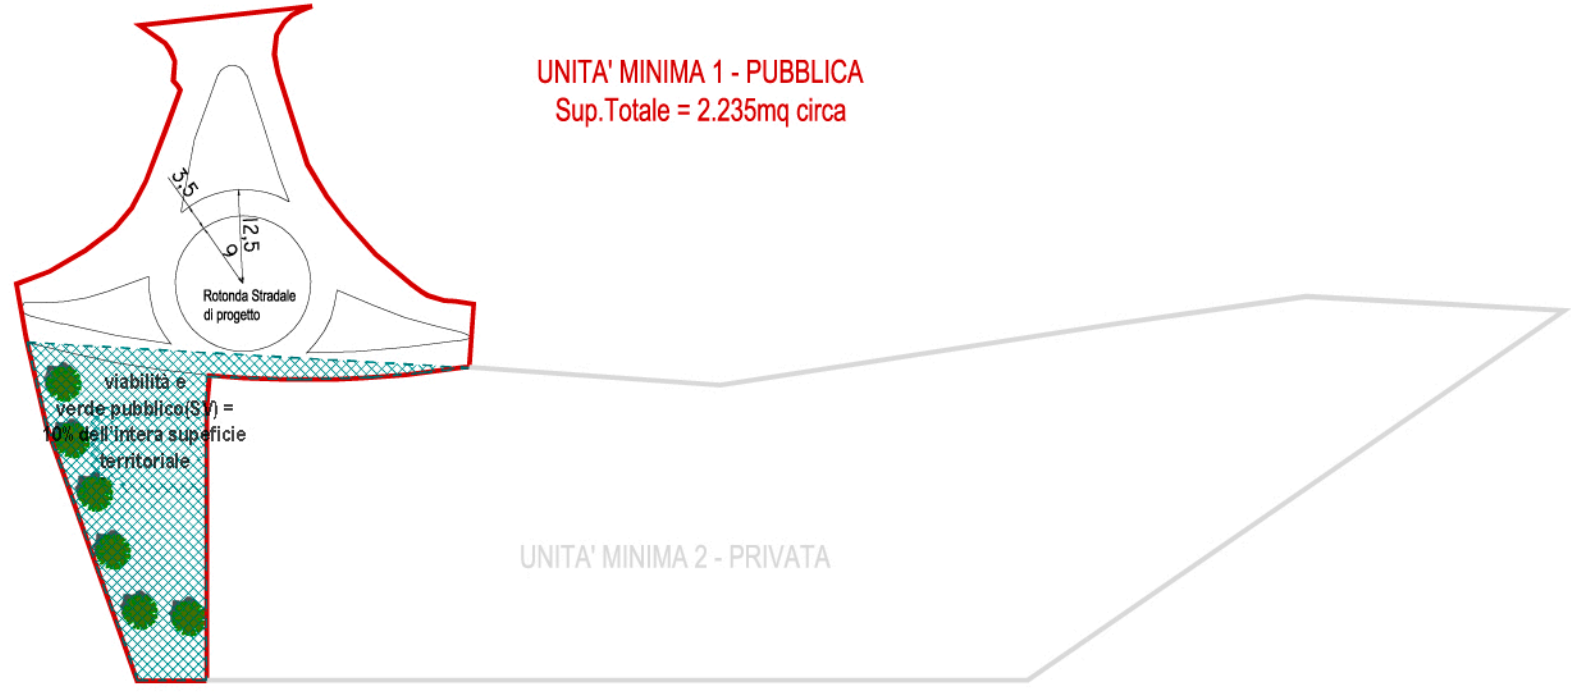 UNITA' MINIMA 1 - PUBBLICA
Sup.Totale = 2.235mq circa
3,5
12,5
9
Rotonda Stradale
di progetto
viabilità e
verde pubblico(SV) =
10% dell'intera supeficie
territoriale
UNITA' MINIMA 2 - PRIVATA